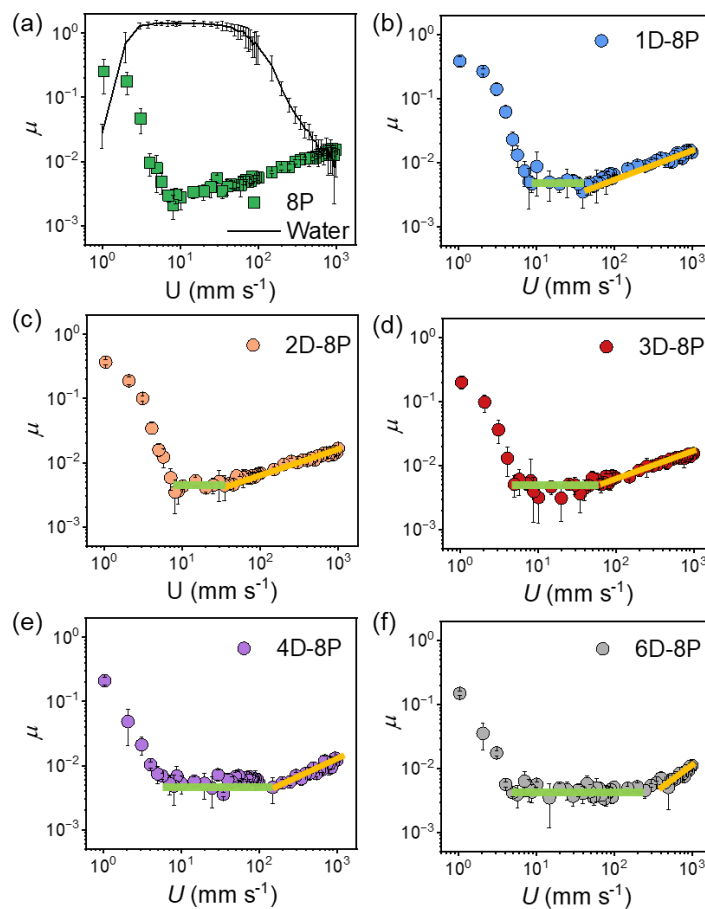 (a)
10⁰
10⁻¹
10⁻²
10⁻³
μ
8P
Water
10⁰ 10¹ 10² 10³
U (mm s⁻¹)
(b)
1D-8P
10⁰
10⁻¹
10⁻²
10⁻³
μ
10⁰ 10¹ 10² 10³
U (mm s⁻¹)
(c)
2D-8P
10⁰
10⁻¹
10⁻²
10⁻³
μ
10⁰ 10¹ 10² 10³
U (mm s⁻¹)
(d)
3D-8P
10⁰
10⁻¹
10⁻²
10⁻³
μ
10⁰ 10¹ 10² 10³
U (mm s⁻¹)
(e)
4D-8P
10⁰
10⁻¹
10⁻²
10⁻³
μ
10⁰ 10¹ 10² 10³
U (mm s⁻¹)
(f)
6D-8P
10⁰
10⁻¹
10⁻²
10⁻³
μ
10⁰ 10¹ 10² 10³
U (mm s⁻¹)